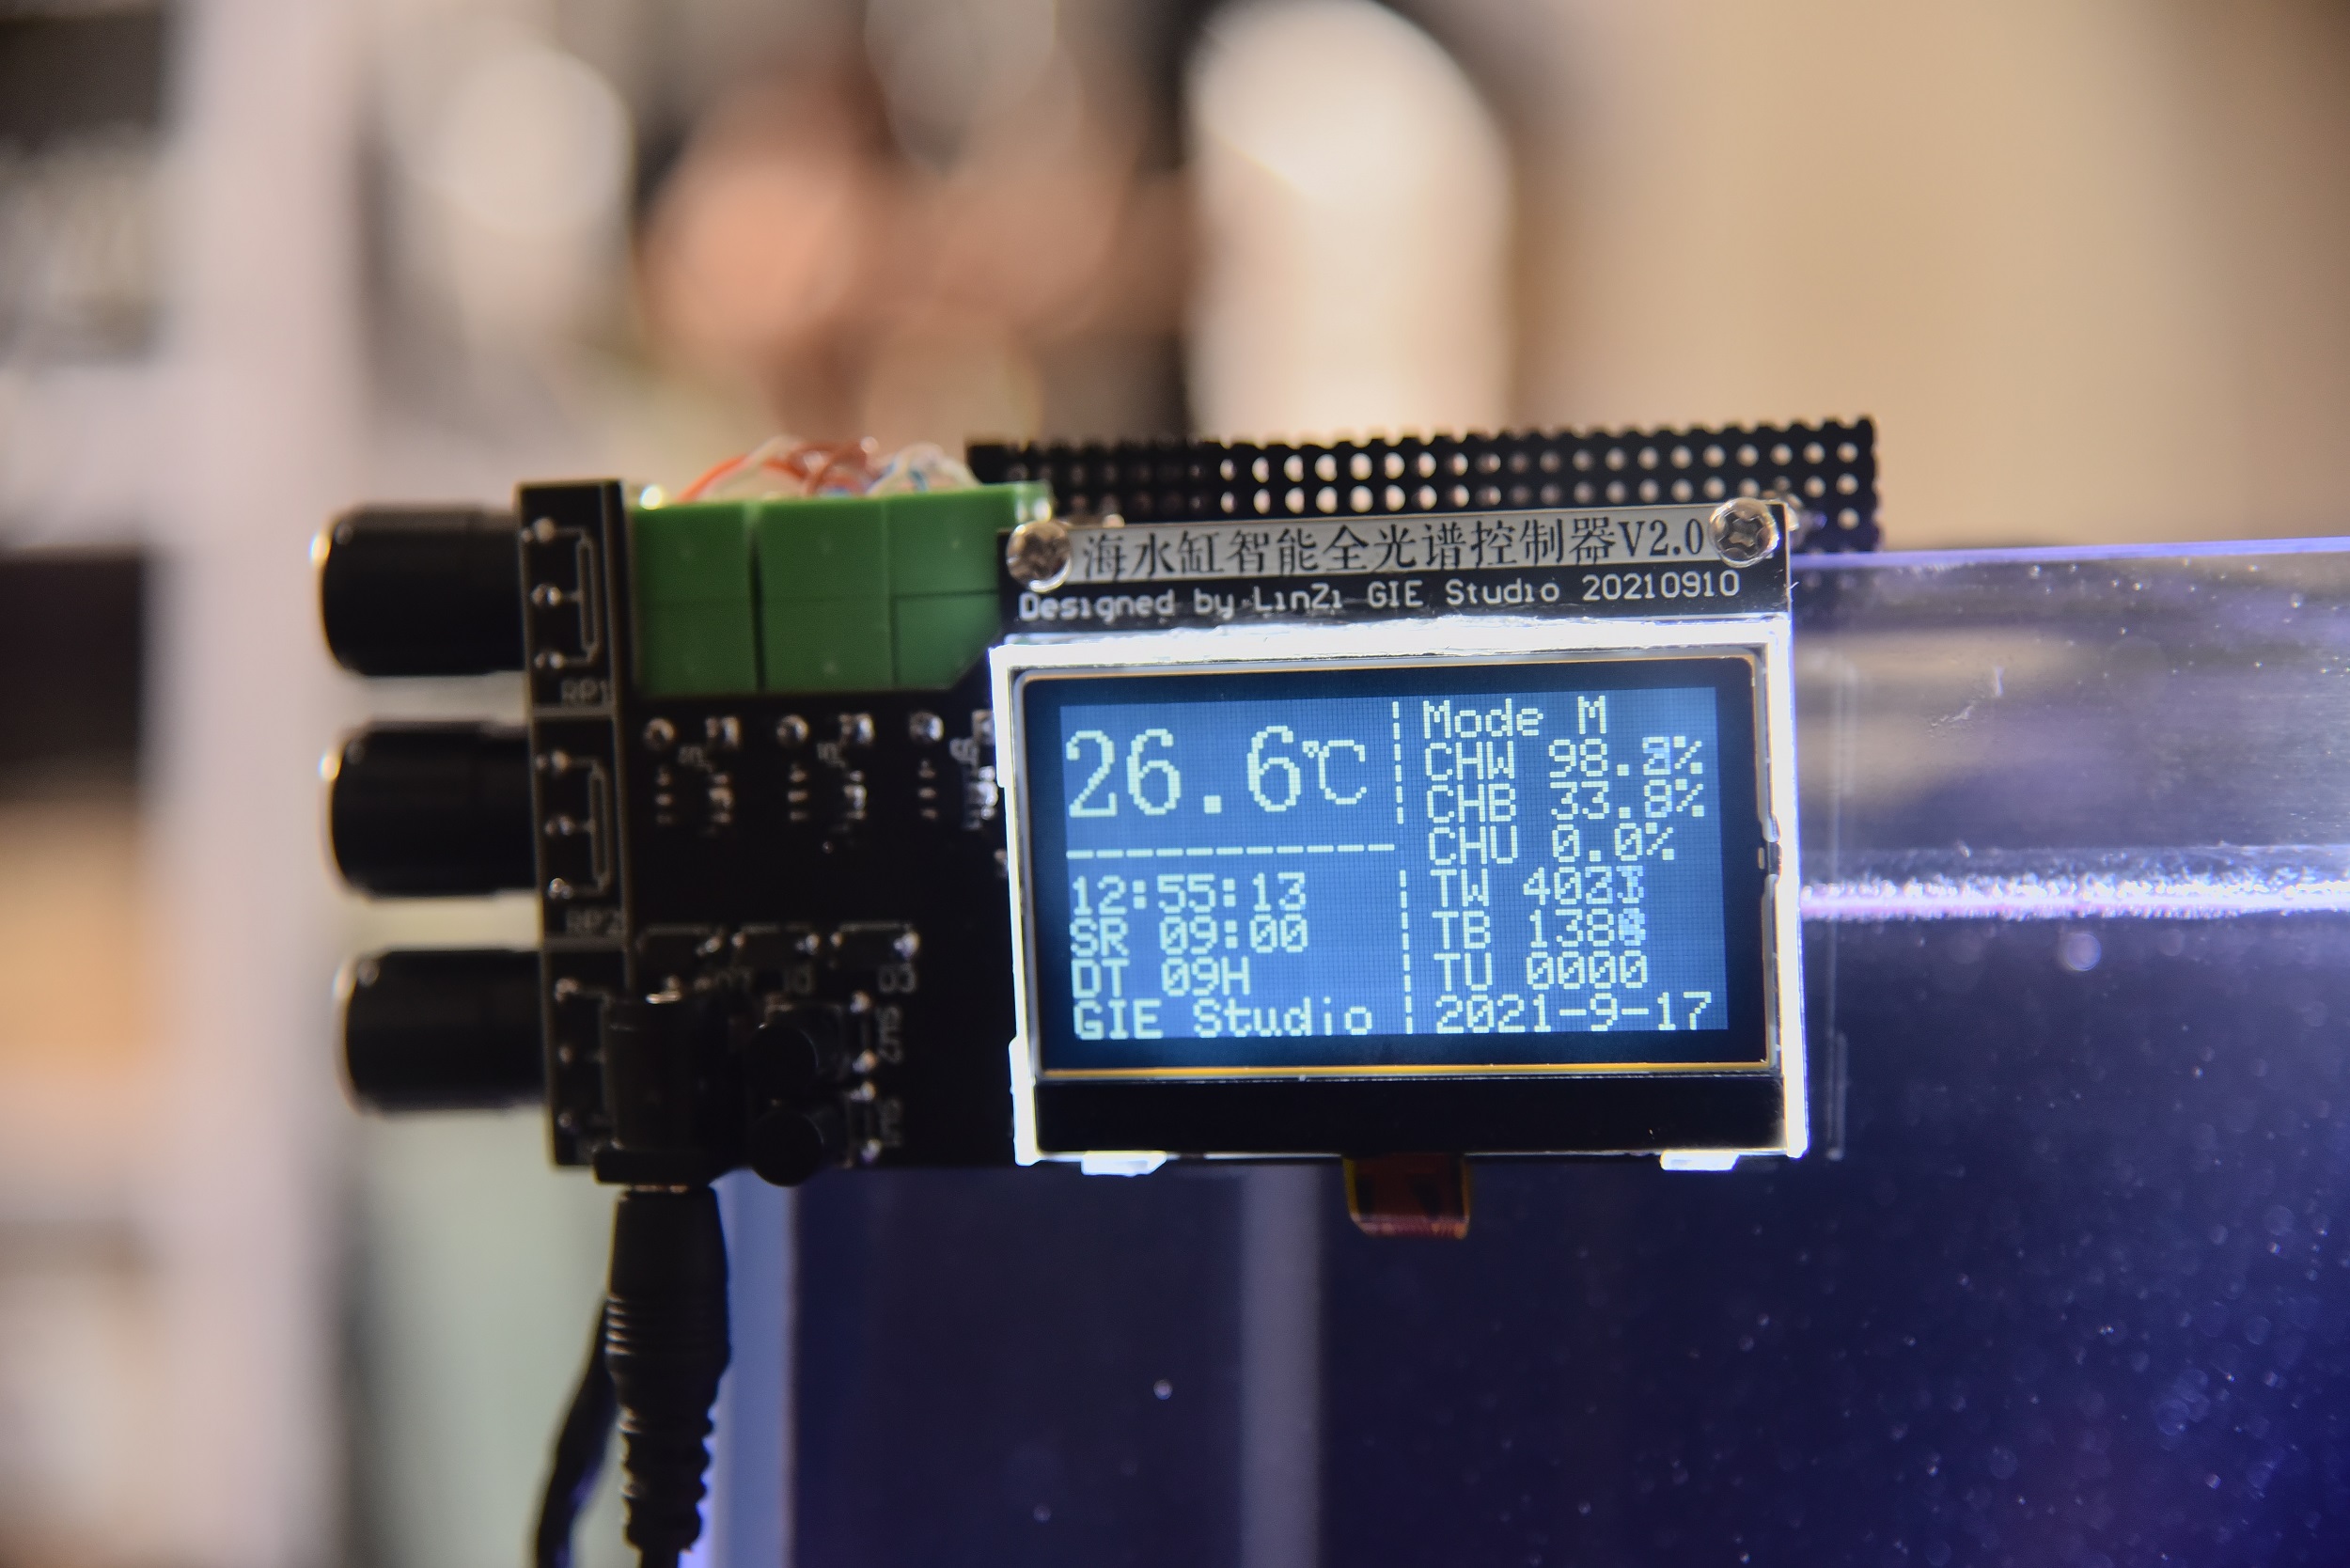 海水缸智能全光谱控制器V2.0
Designed by LinZi GIE Studio 20210910
26.6℃
12:55:13
SR 09:00
DT 09H
GIE Studio
Mode M
CHW
CHB 33.8%
CHU 0.0%
TW
TB
TU 0000
2021-9-17
RP1
RP2
SW2
SW1